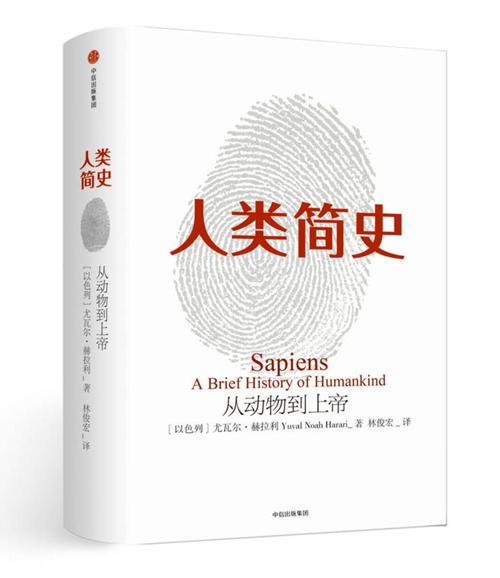 中信出版集团
人类
简史
从动物到上帝
[以色列]尤瓦尔·赫拉利_著
林俊宏_译
人类简史
Sapiens
A Brief History of Humankind
从动物到上帝
[以色列]尤瓦尔·赫拉利 Yuval Noah Harari_著 林俊宏_译
中信出版集团